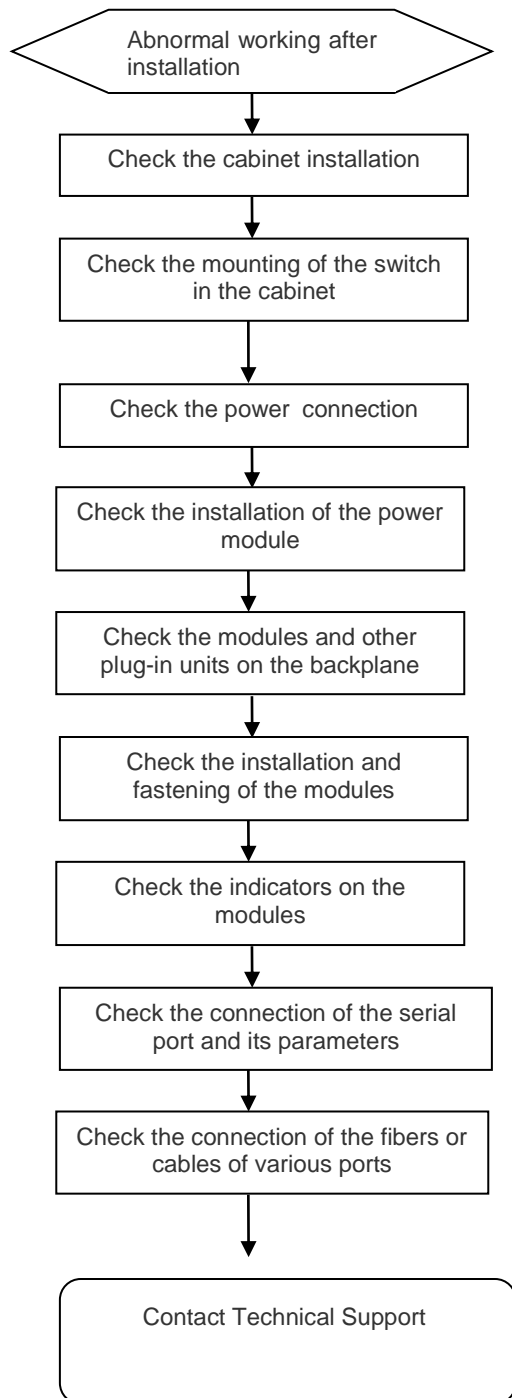 Abnormal working after
installation
Check the cabinet installation
Check the mounting of the switch
in the cabinet
Check the power  connection
Check the installation of the power
module
Check the modules and other
plug-in units on the backplane
Check the installation and
fastening of the modules
Check the indicators on the
modules
Check the connection of the serial
port and its parameters
Check the connection of the fibers or
cables of various ports
Contact Technical Support